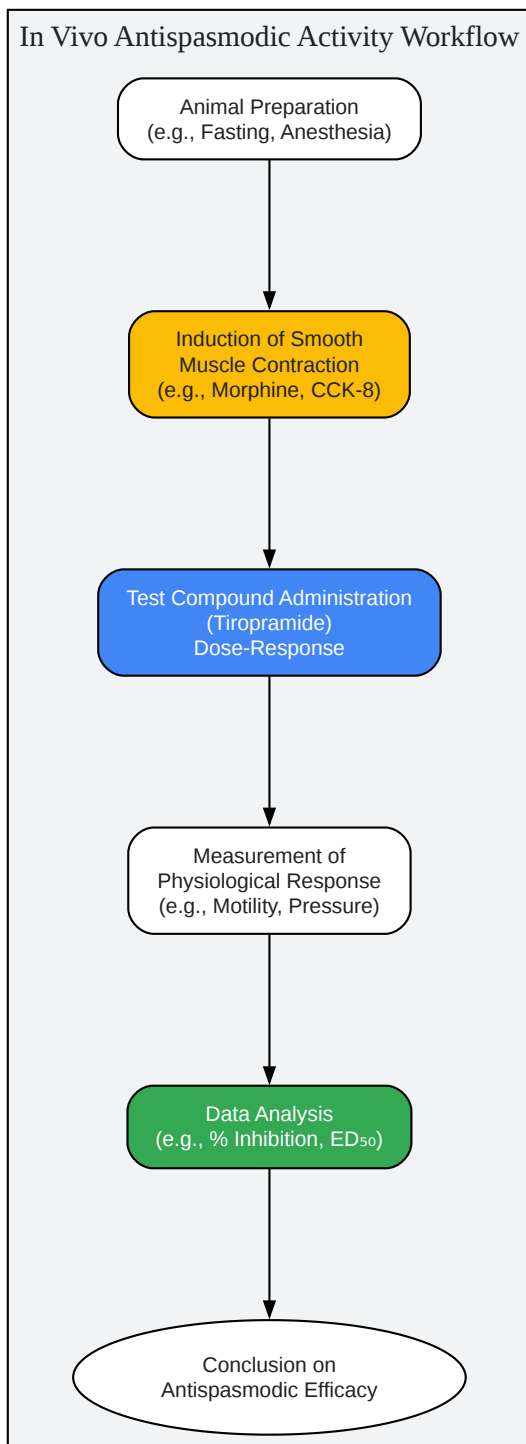 In Vivo Antispasmodic Activity Workflow
Animal Preparation
(e.g., Fasting, Anesthesia)
Induction of Smooth
Muscle Contraction
(e.g., Morphine, CCK-8)
Test Compound Administration
(Tiropramide)
Dose-Response
Measurement of
Physiological Response
(e.g., Motility, Pressure)
Data Analysis
(e.g., % Inhibition, ED₅₀)
Conclusion on
Antispasmodic Efficacy